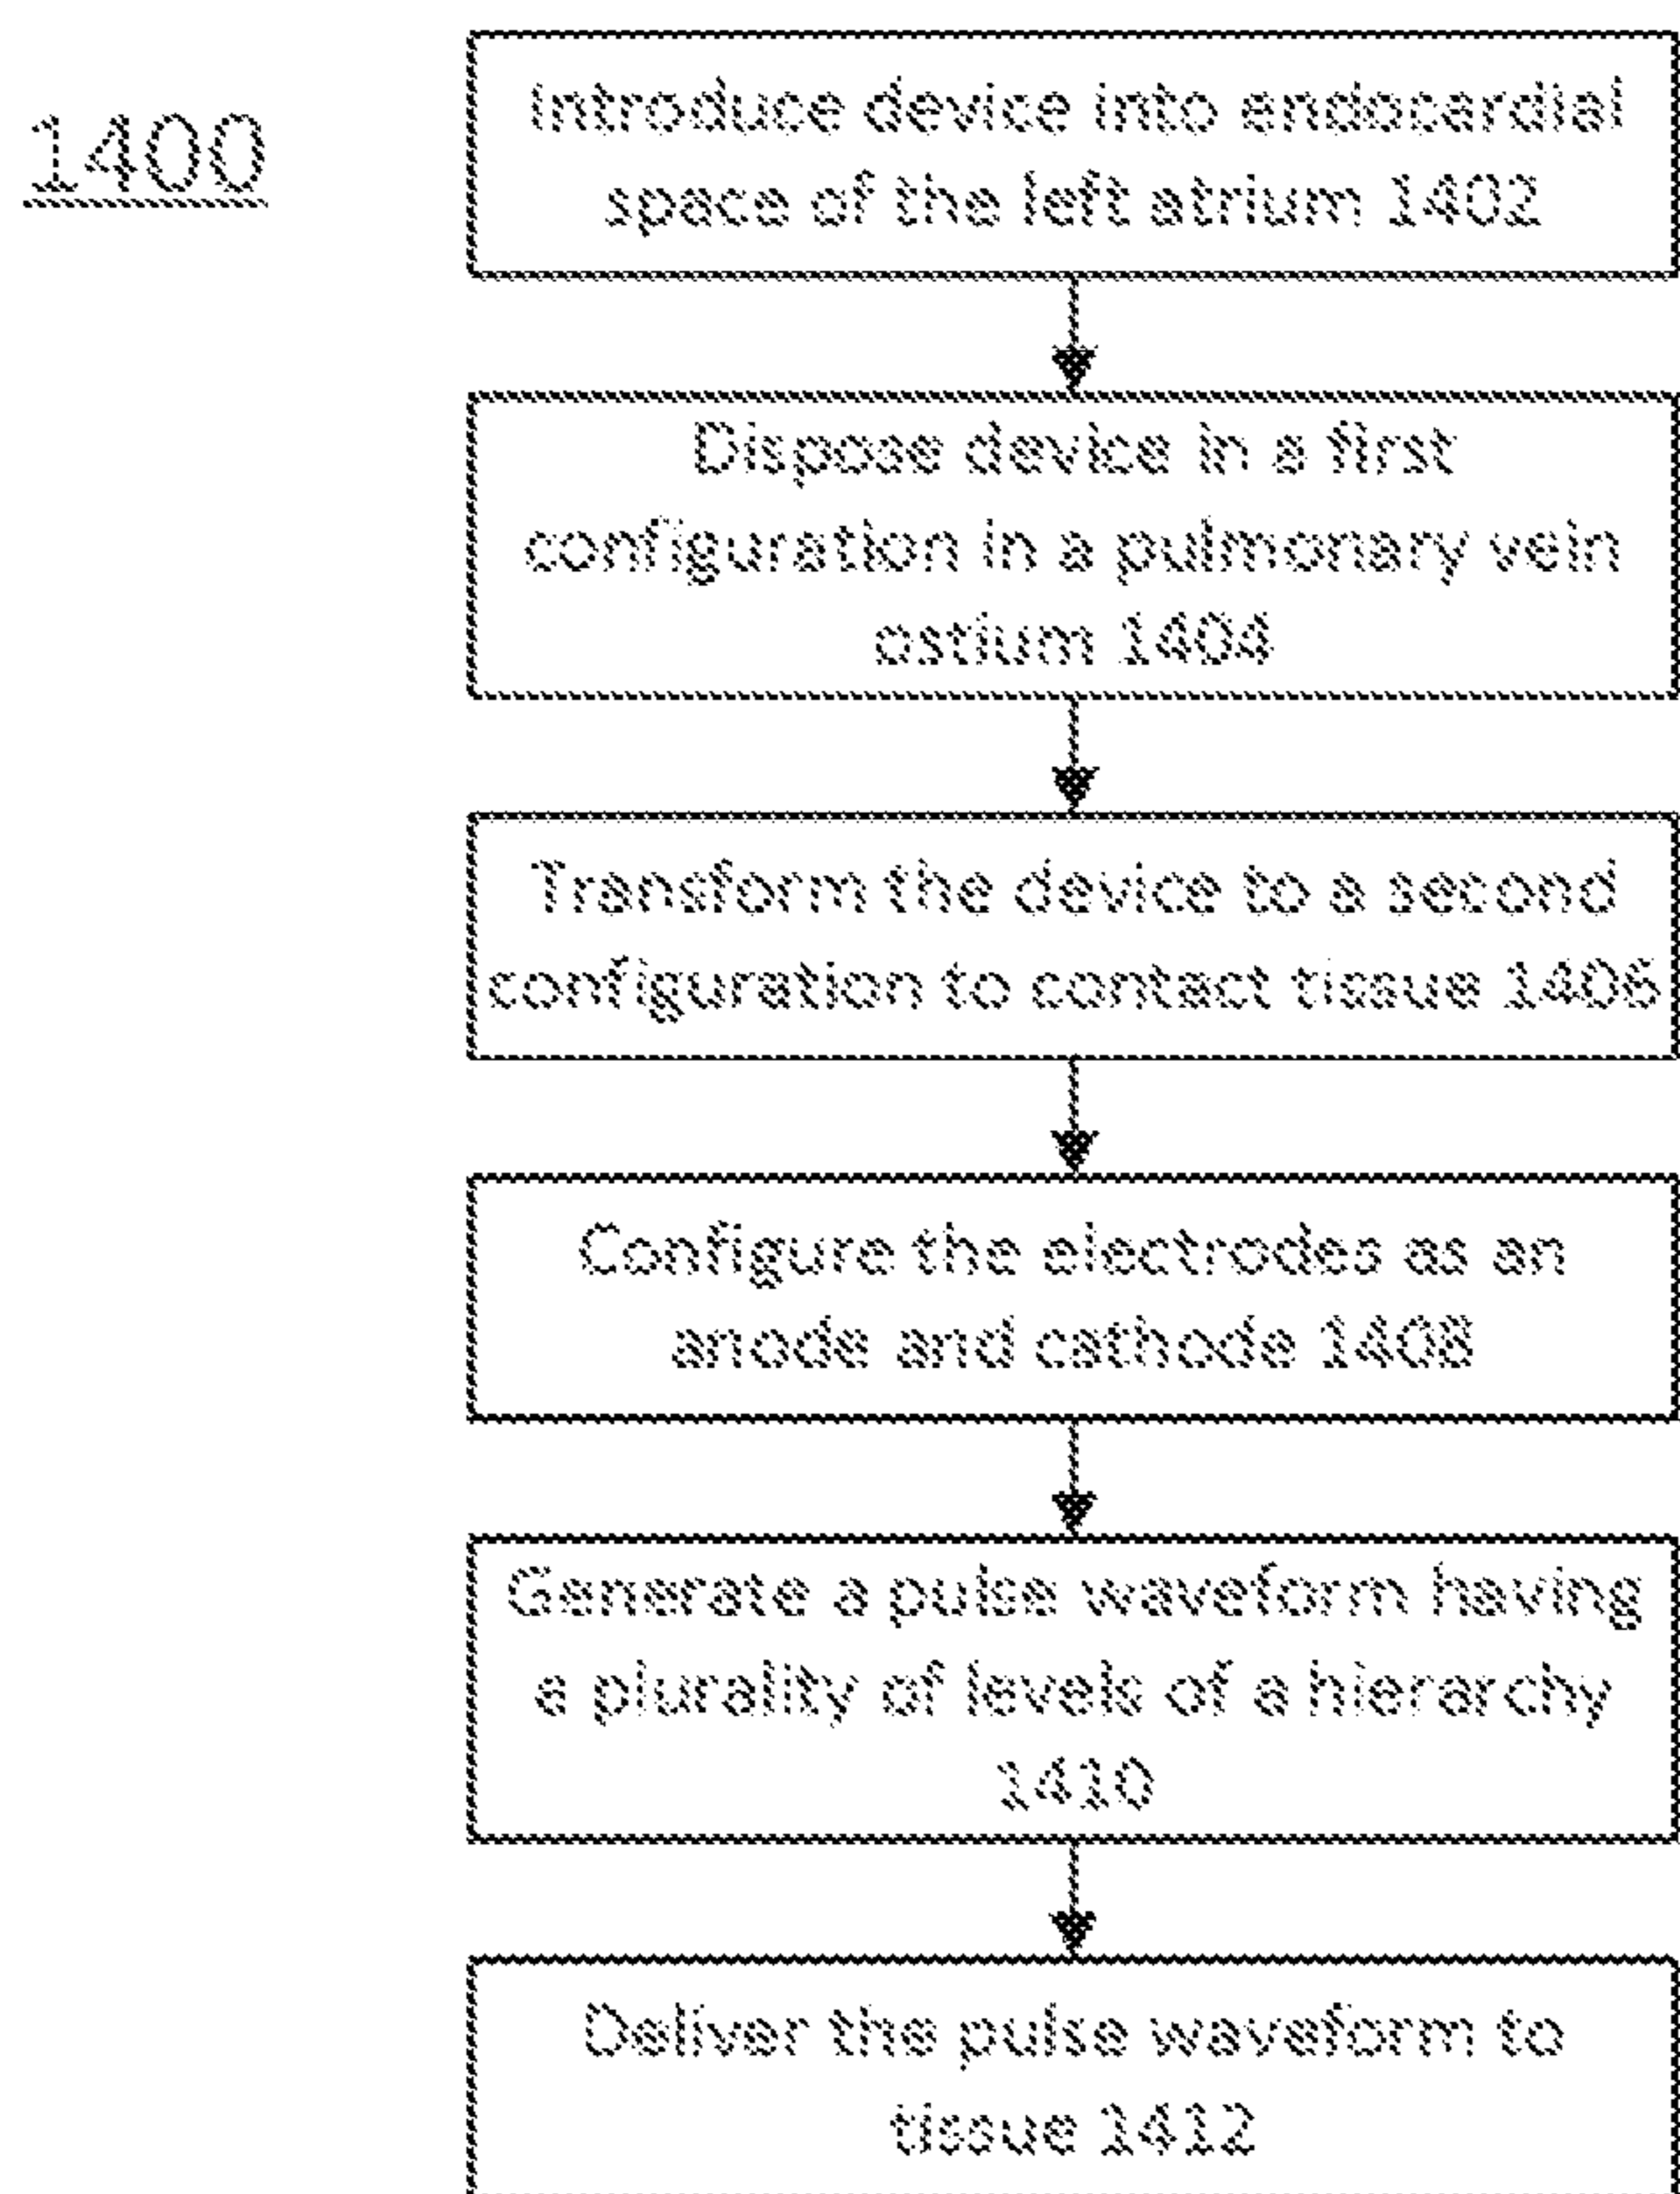 1400
Introduce device into endocardial
space of the left atrium 1402
Dispose device in a first
configuration in a pulmonary vein
ostium 1404
Transform the device to a second
configuration to contact tissue 1406
Configure the electrodes as an
anode and cathode 1408
Generate a pulse waveform having
a plurality of levels of a hierarchy
1410
Deliver the pulse waveform to
tissue 1412